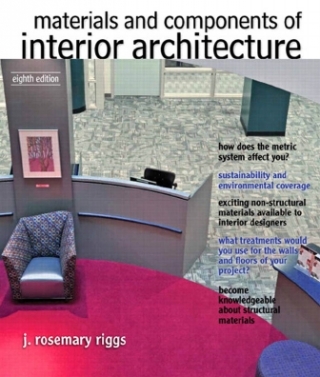 materials and components of
interior architecture
eighth edition
how does the metric
system affect you?
sustainability and
environmental coverage
exciting non-structural
materials available to
interior designers
what treatments would
you use for the walls
and floors of your
project?
become
knowledgeable
about structural
materials
j. rosemary riggs